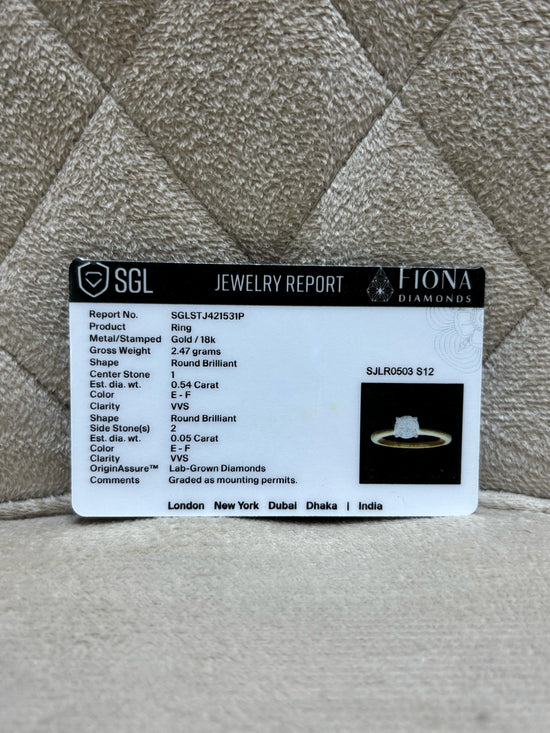 SGL
JEWELRY REPORT
FIONA
DIAMONDS
Report No. SGLSTJ421531P
Product Ring
Metal/Stamped Gold / 18k
Gross Weight 2.47 grams
Shape Round Brilliant
Center Stone 1
Est. dia. wt. 0.54 Carat
Color E - F
Clarity VVS
Shape Round Brilliant
Side Stone(s) 2
Est. dia. wt. 0.05 Carat
Color E - F
Clarity VVS
OriginAssure™ Lab-Grown Diamonds
Comments Graded as mounting permits.
SJLR0503 S12
London New York Dubai Dhaka | India